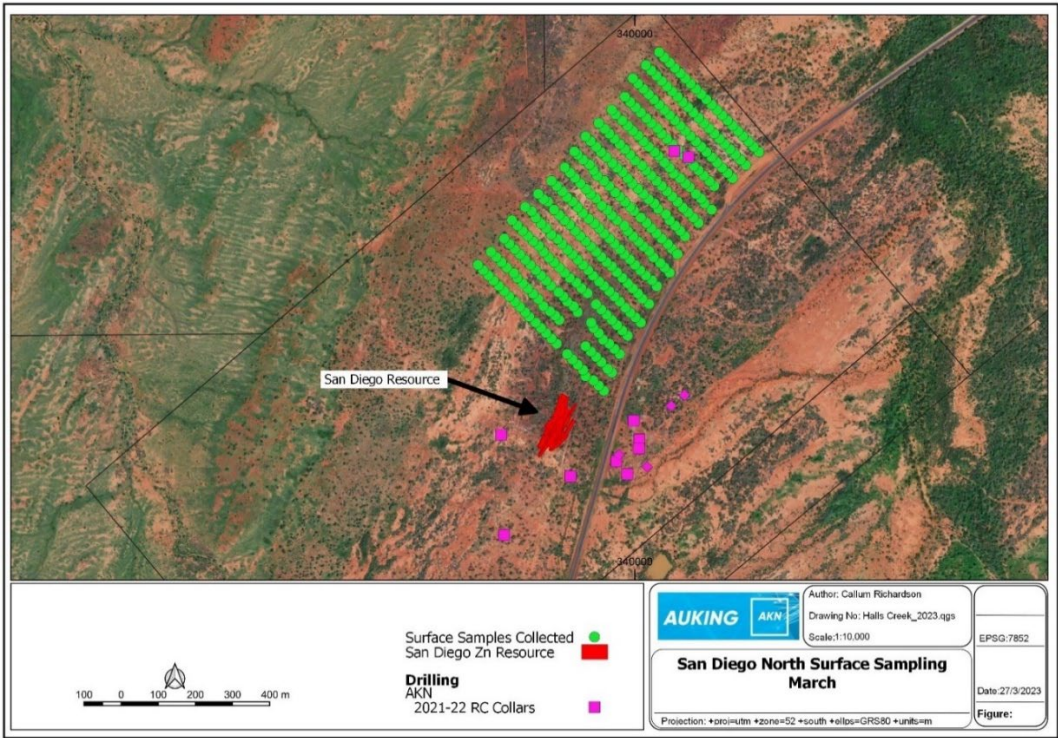 340000
San Diego Resource
340000
Surface Samples Collected
San Diego Zn Resource
Drilling
AKN
2021-22 RC Collars
100 0 100 200 300 400 m
AUKING AKN
Author: Callum Richardson
Drawing No: Halls Creek_2023.qgs
Scale:1:10,000
EPSG:7852
San Diego North Surface Sampling
March
Date:27/3/2023
Projection: +proj=utm +zone=52 +south +ellps=GRS80 +units=m
Figure: